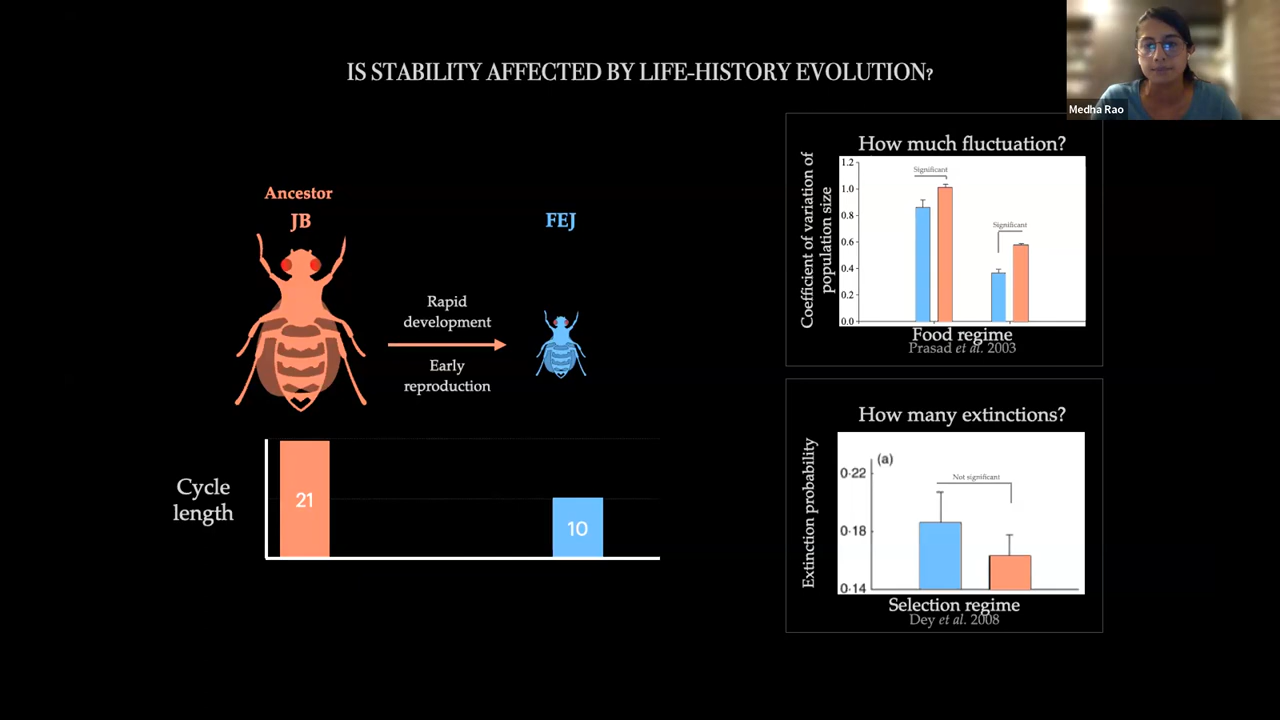 IS STABILITY AFFECTED BY LIFE-HISTORY EVOLUTION?
Medha Rao
Ancestor
JB
FEJ
Rapid
development
Early
reproduction
Cycle
length
21
10
How much fluctuation?
Coefficient of variation of
population size
1.2
1.0
0.8
0.6
0.4
0.2
0.0
Significant
Significant
Food regime
Prasad et al. 2003
How many extinctions?
Extinction probability
(a)
0·22
0·18
0·14
Not significant
Selection regime
Dey et al. 2008